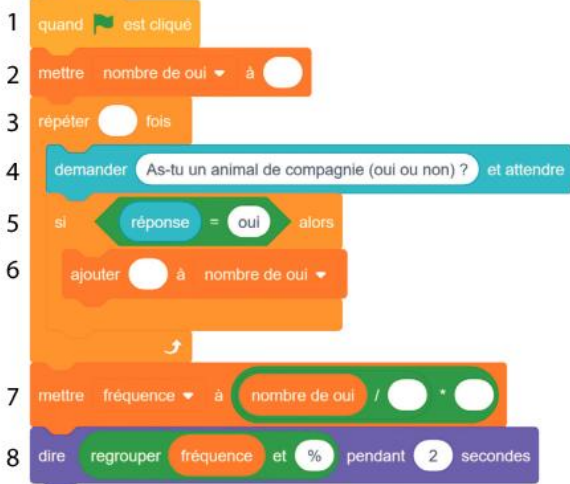 1 quand est cliqué
2 mettre nombre de oui à
3 répéter fois
4 demander As-tu un animal de compagnie (oui ou non) ? et attendre
5 si réponse = oui alors
6 ajouter à nombre de oui
7 mettre fréquence à nombre de oui / *
8 dire regrouper fréquence et % pendant 2 secondes